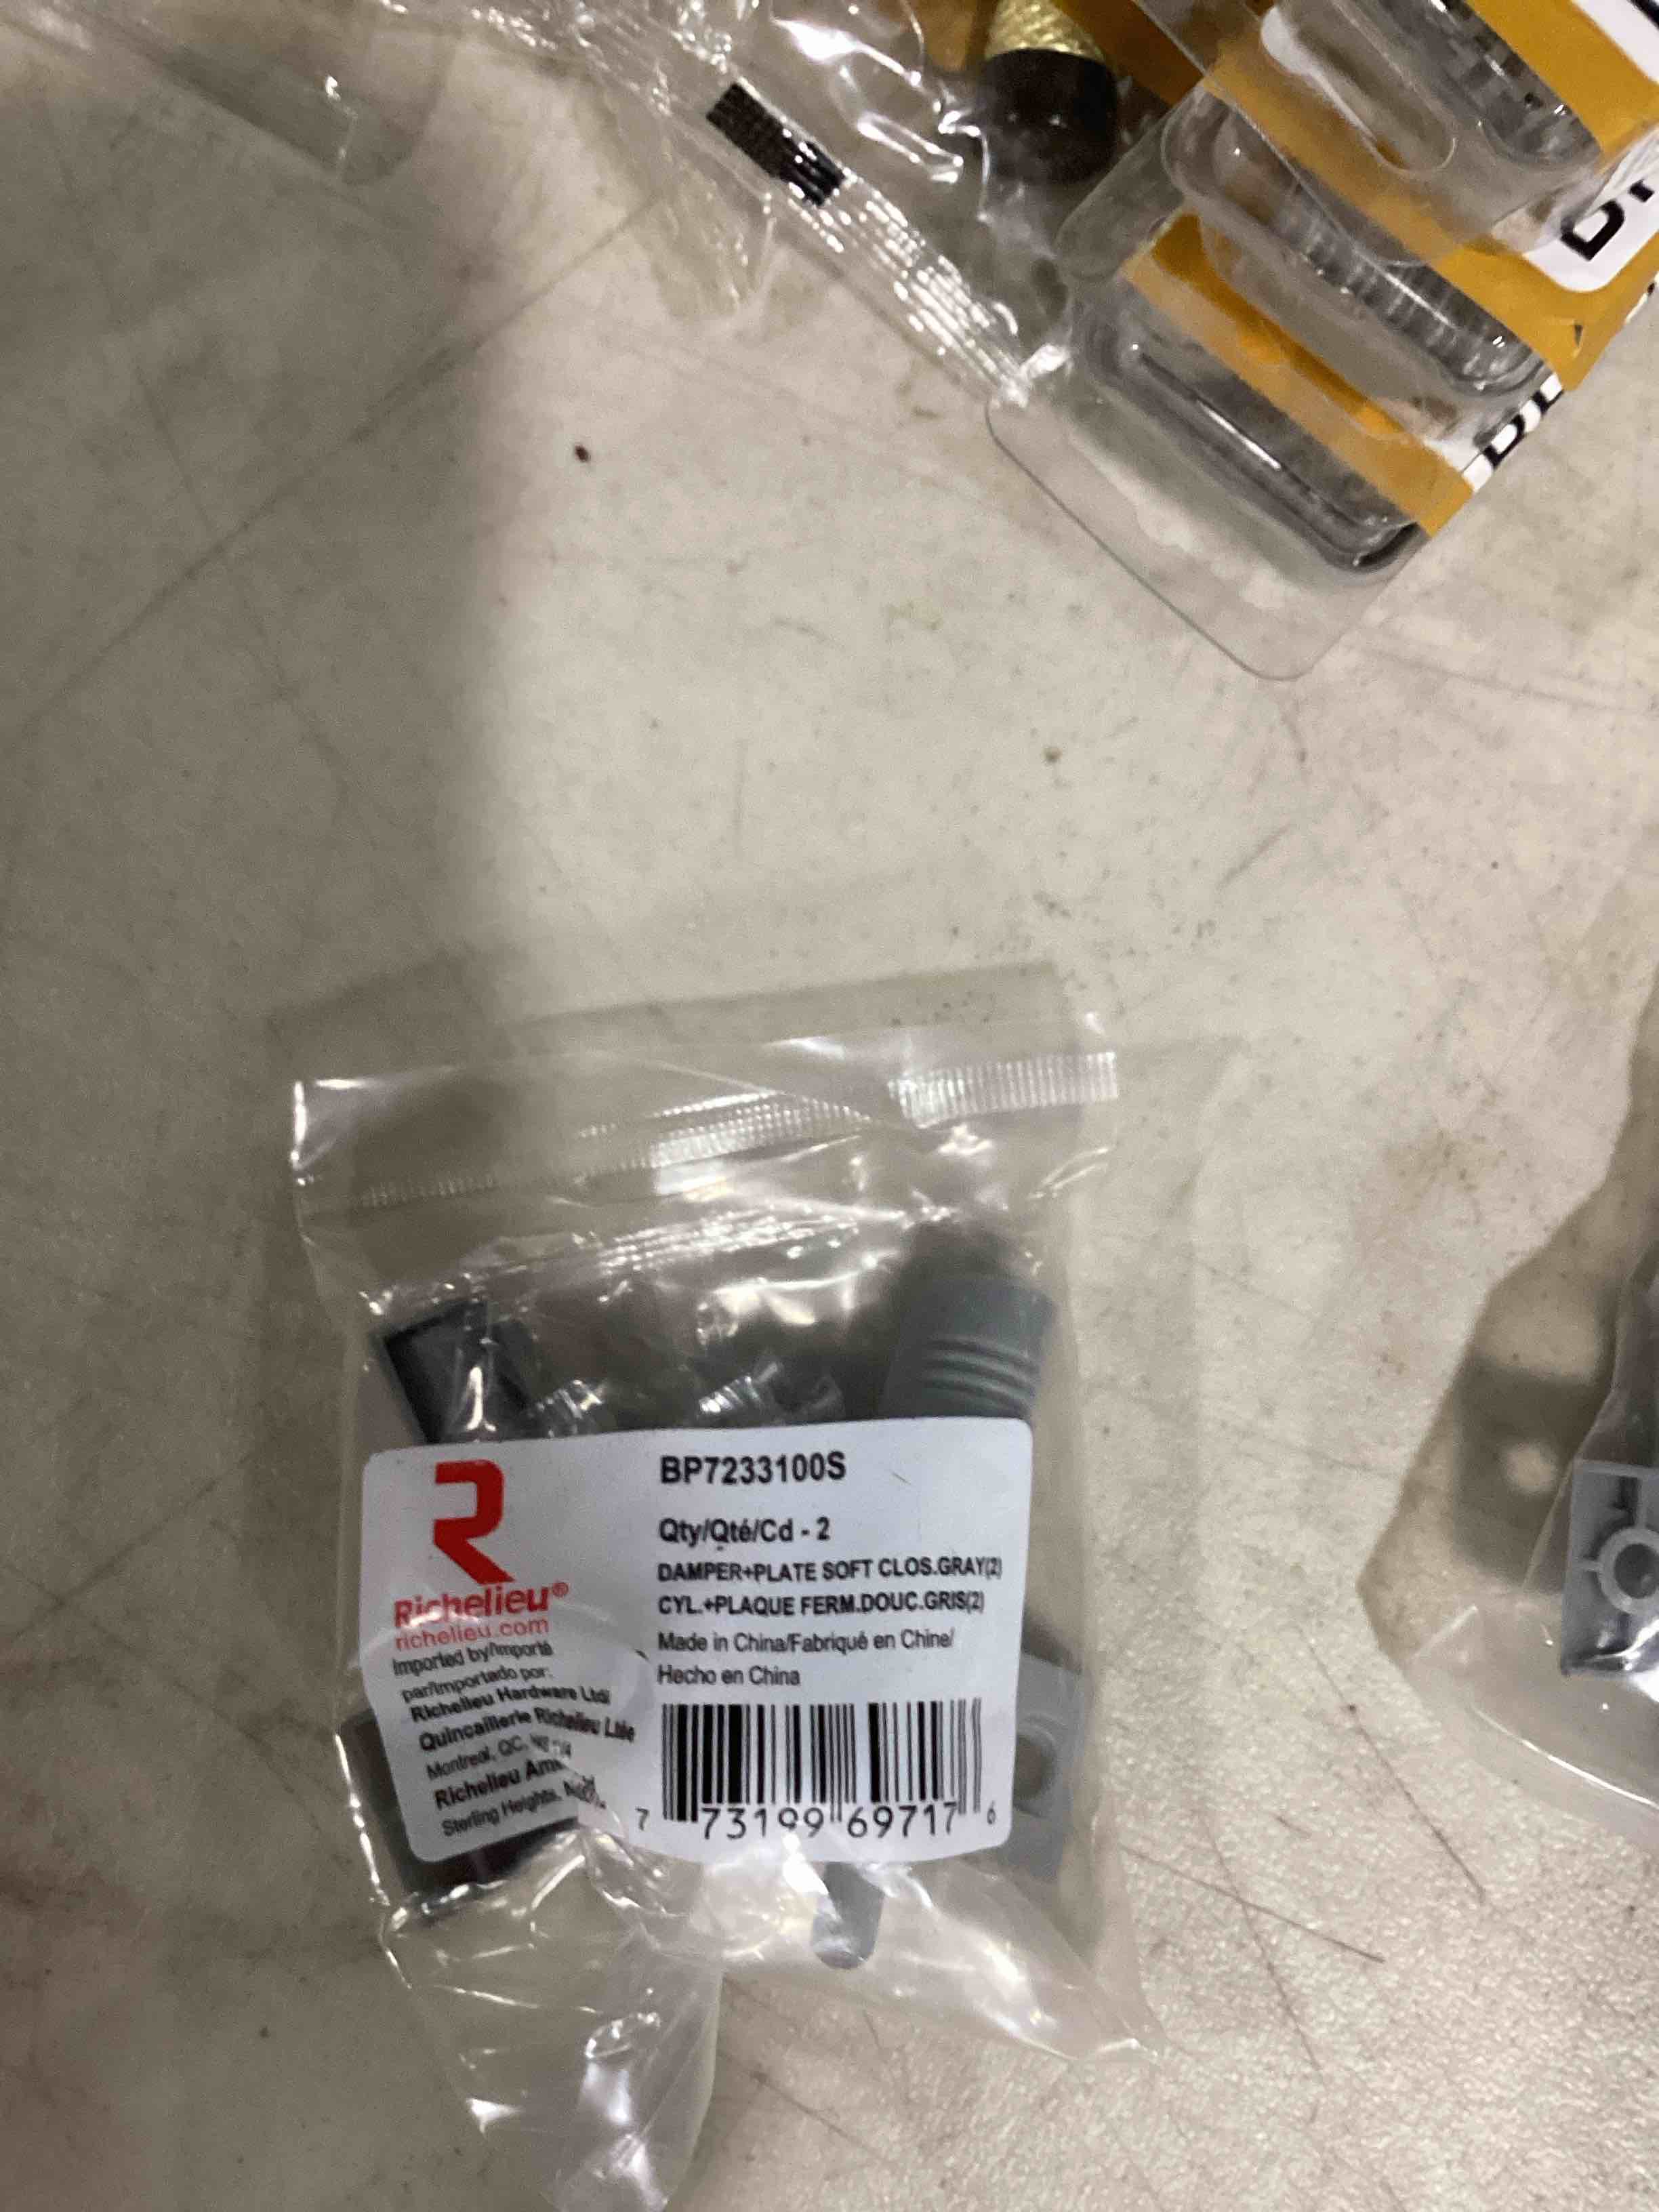 BP7233100S
Qty/Qté/Cd - 2
DAMPER+PLATE SOFT CLOS.GRAY(2)
CYL.+PLAQUE FERM.DOUC.GRIS(2)
Made in China/Fabriqué en Chine/
Hecho en China
7 73199 69717 6
R
Richelieu®
richelieu.com
Imported by/Importé
par/Importado por:
Richelieu Hardware Ltd/
Quincaillerie Richelieu Ltée
Montreal, QC,
Richelieu
Sterling Heights,